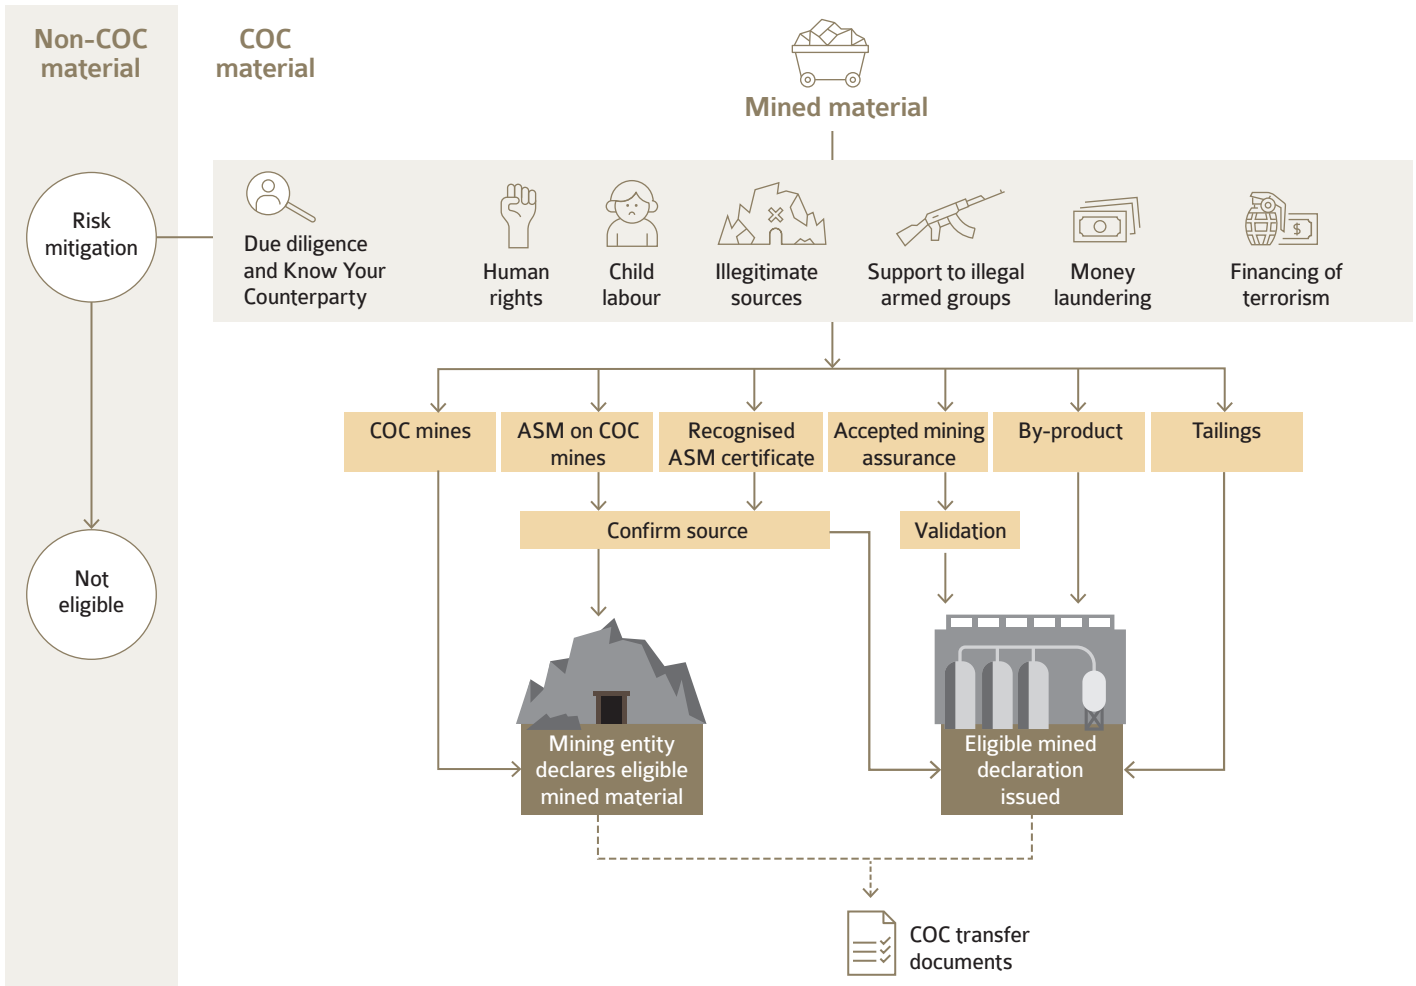 Non-COC
material
COC
material
Mined material
Risk
mitigation
Due diligence
and Know Your
Counterparty
Human
rights
Child
labour
Illegitimate
sources
Support to illegal
armed groups
Money
laundering
$
Financing of
terrorism
COC mines
ASM on COC
mines
Recognised
ASM certificate
Accepted mining
assurance
By-product
Tailings
Confirm source
Validation
Not
eligible
Mining entity
declares eligible
mined material
Eligible mined
declaration
issued
COC transfer
documents